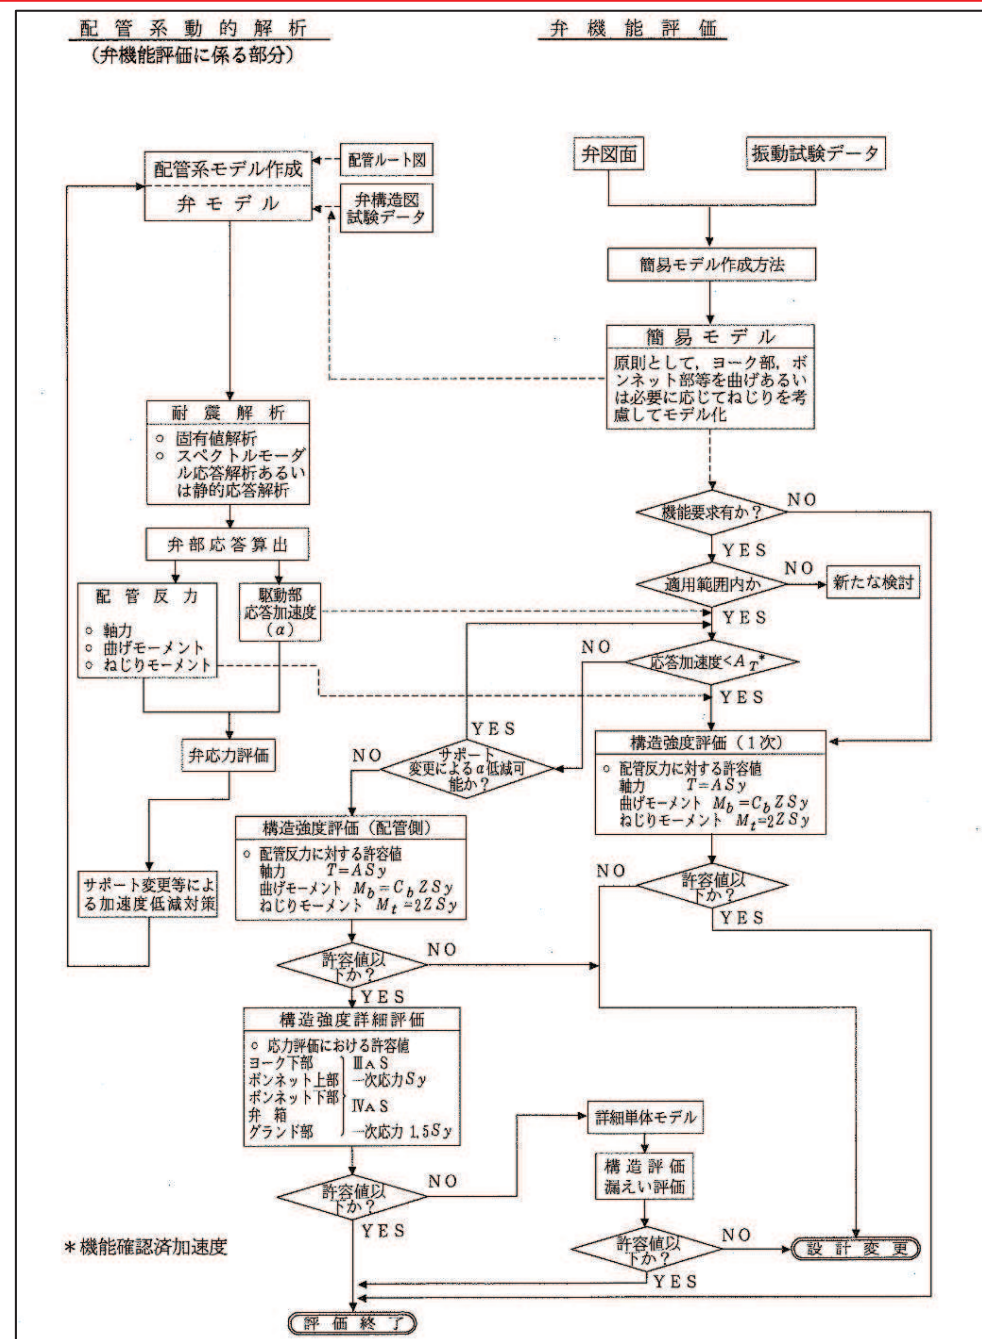 配管系動的解析
(弁機能評価に係る部分)
弁機能評価
配管系モデル作成
弁モデル
配管ルート図
弁構造図
試験データ
弁図面
振動試験データ
簡易モデル作成方法
簡易モデル
原則として，ヨーク部，ボ
ンネット部等を曲げあるい
は必要に応じてねじりを考
慮してモデル化
耐震解析
○ 固有値解析
○ スペクトルモーダ
ル応答解析あるい
は静的応答解析
弁部応答算出
配管反力
○ 軸力
○ 曲げモーメント
○ ねじりモーメント
駆動部
応答加速度
(α)
弁応力評価
サポート変更等によ
る加速度低減対策
機能要求有か？
NO
YES
適用範囲内か
NO
新たな検討
YES
応答加速度<A_T*
NO
YES
サポート
変更によるα低減可
能か？
YES
NO
構造強度評価（1次）
○ 配管反力に対する許容値
軸力 T=ASy
曲げモーメント M_b=C_bZSy
ねじりモーメント M_t=2ZSy
許容値以
下か？
NO
YES
構造強度評価（配管側）
○ 配管反力に対する許容値
軸力 T=ASy
曲げモーメント M_b=C_bZSy
ねじりモーメント M_t=2ZSy
許容値以
下か？
NO
YES
構造強度詳細評価
○ 応力評価における許容値
ヨーク下部 ⅢAS
ボンネット上部 一次応力Sy
ボンネット下部
弁箱 ⅣAS
グランド部 一次応力1.5Sy
許容値以
下か？
NO
YES
詳細単体モデル
構造評価
漏えい評価
許容値以
下か？
NO
YES
設計変更
評価終了
*機能確認済加速度